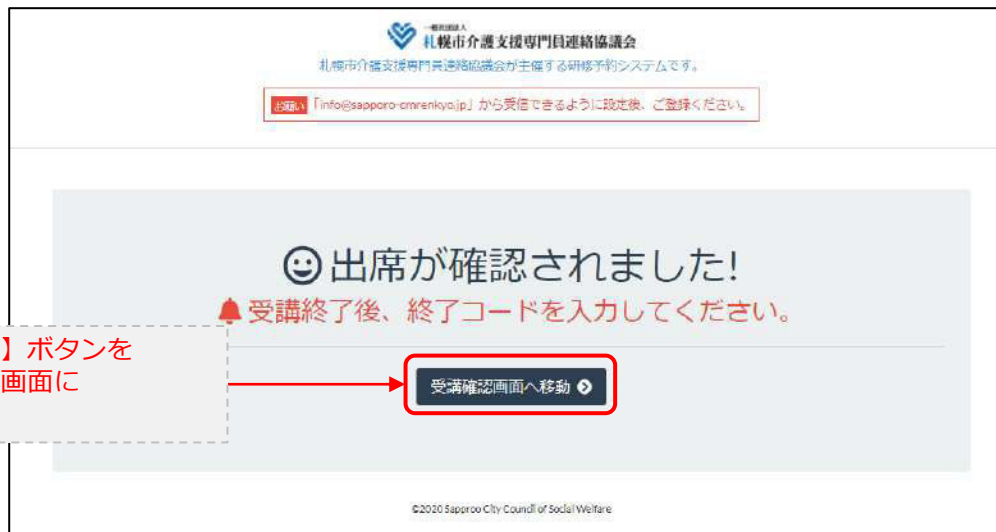 一般社団法人
札幌市介護支援専門員連絡協議会
札幌市介護支援専門員連絡協議会が主催する研修予約システムです。
お願い 「info@sapporo-cmrenkyo.jp」から受信できるように設定後、ご登録ください。
出席が確認されました!
受講終了後、終了コードを入力してください。
】ボタンを
画面に
受講確認画面へ移動
©2020 Sapproo City Council of Social Welfare